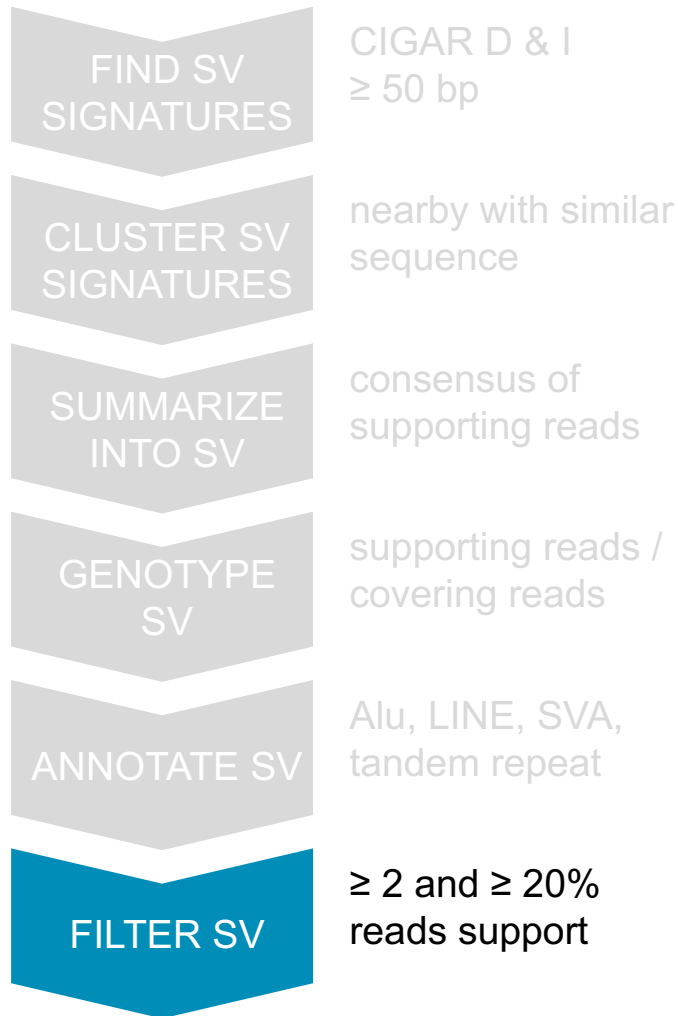 FIND SV
SIGNATURES
CIGAR D & I
≥ 50 bp
CLUSTER SV
SIGNATURES
nearby with similar
sequence
SUMMARIZE
INTO SV
consensus of
supporting reads
GENOTYPE
SV
supporting reads /
covering reads
ANNOTATE SV
Alu, LINE, SVA,
tandem repeat
FILTER SV
≥ 2 and ≥ 20%
reads support